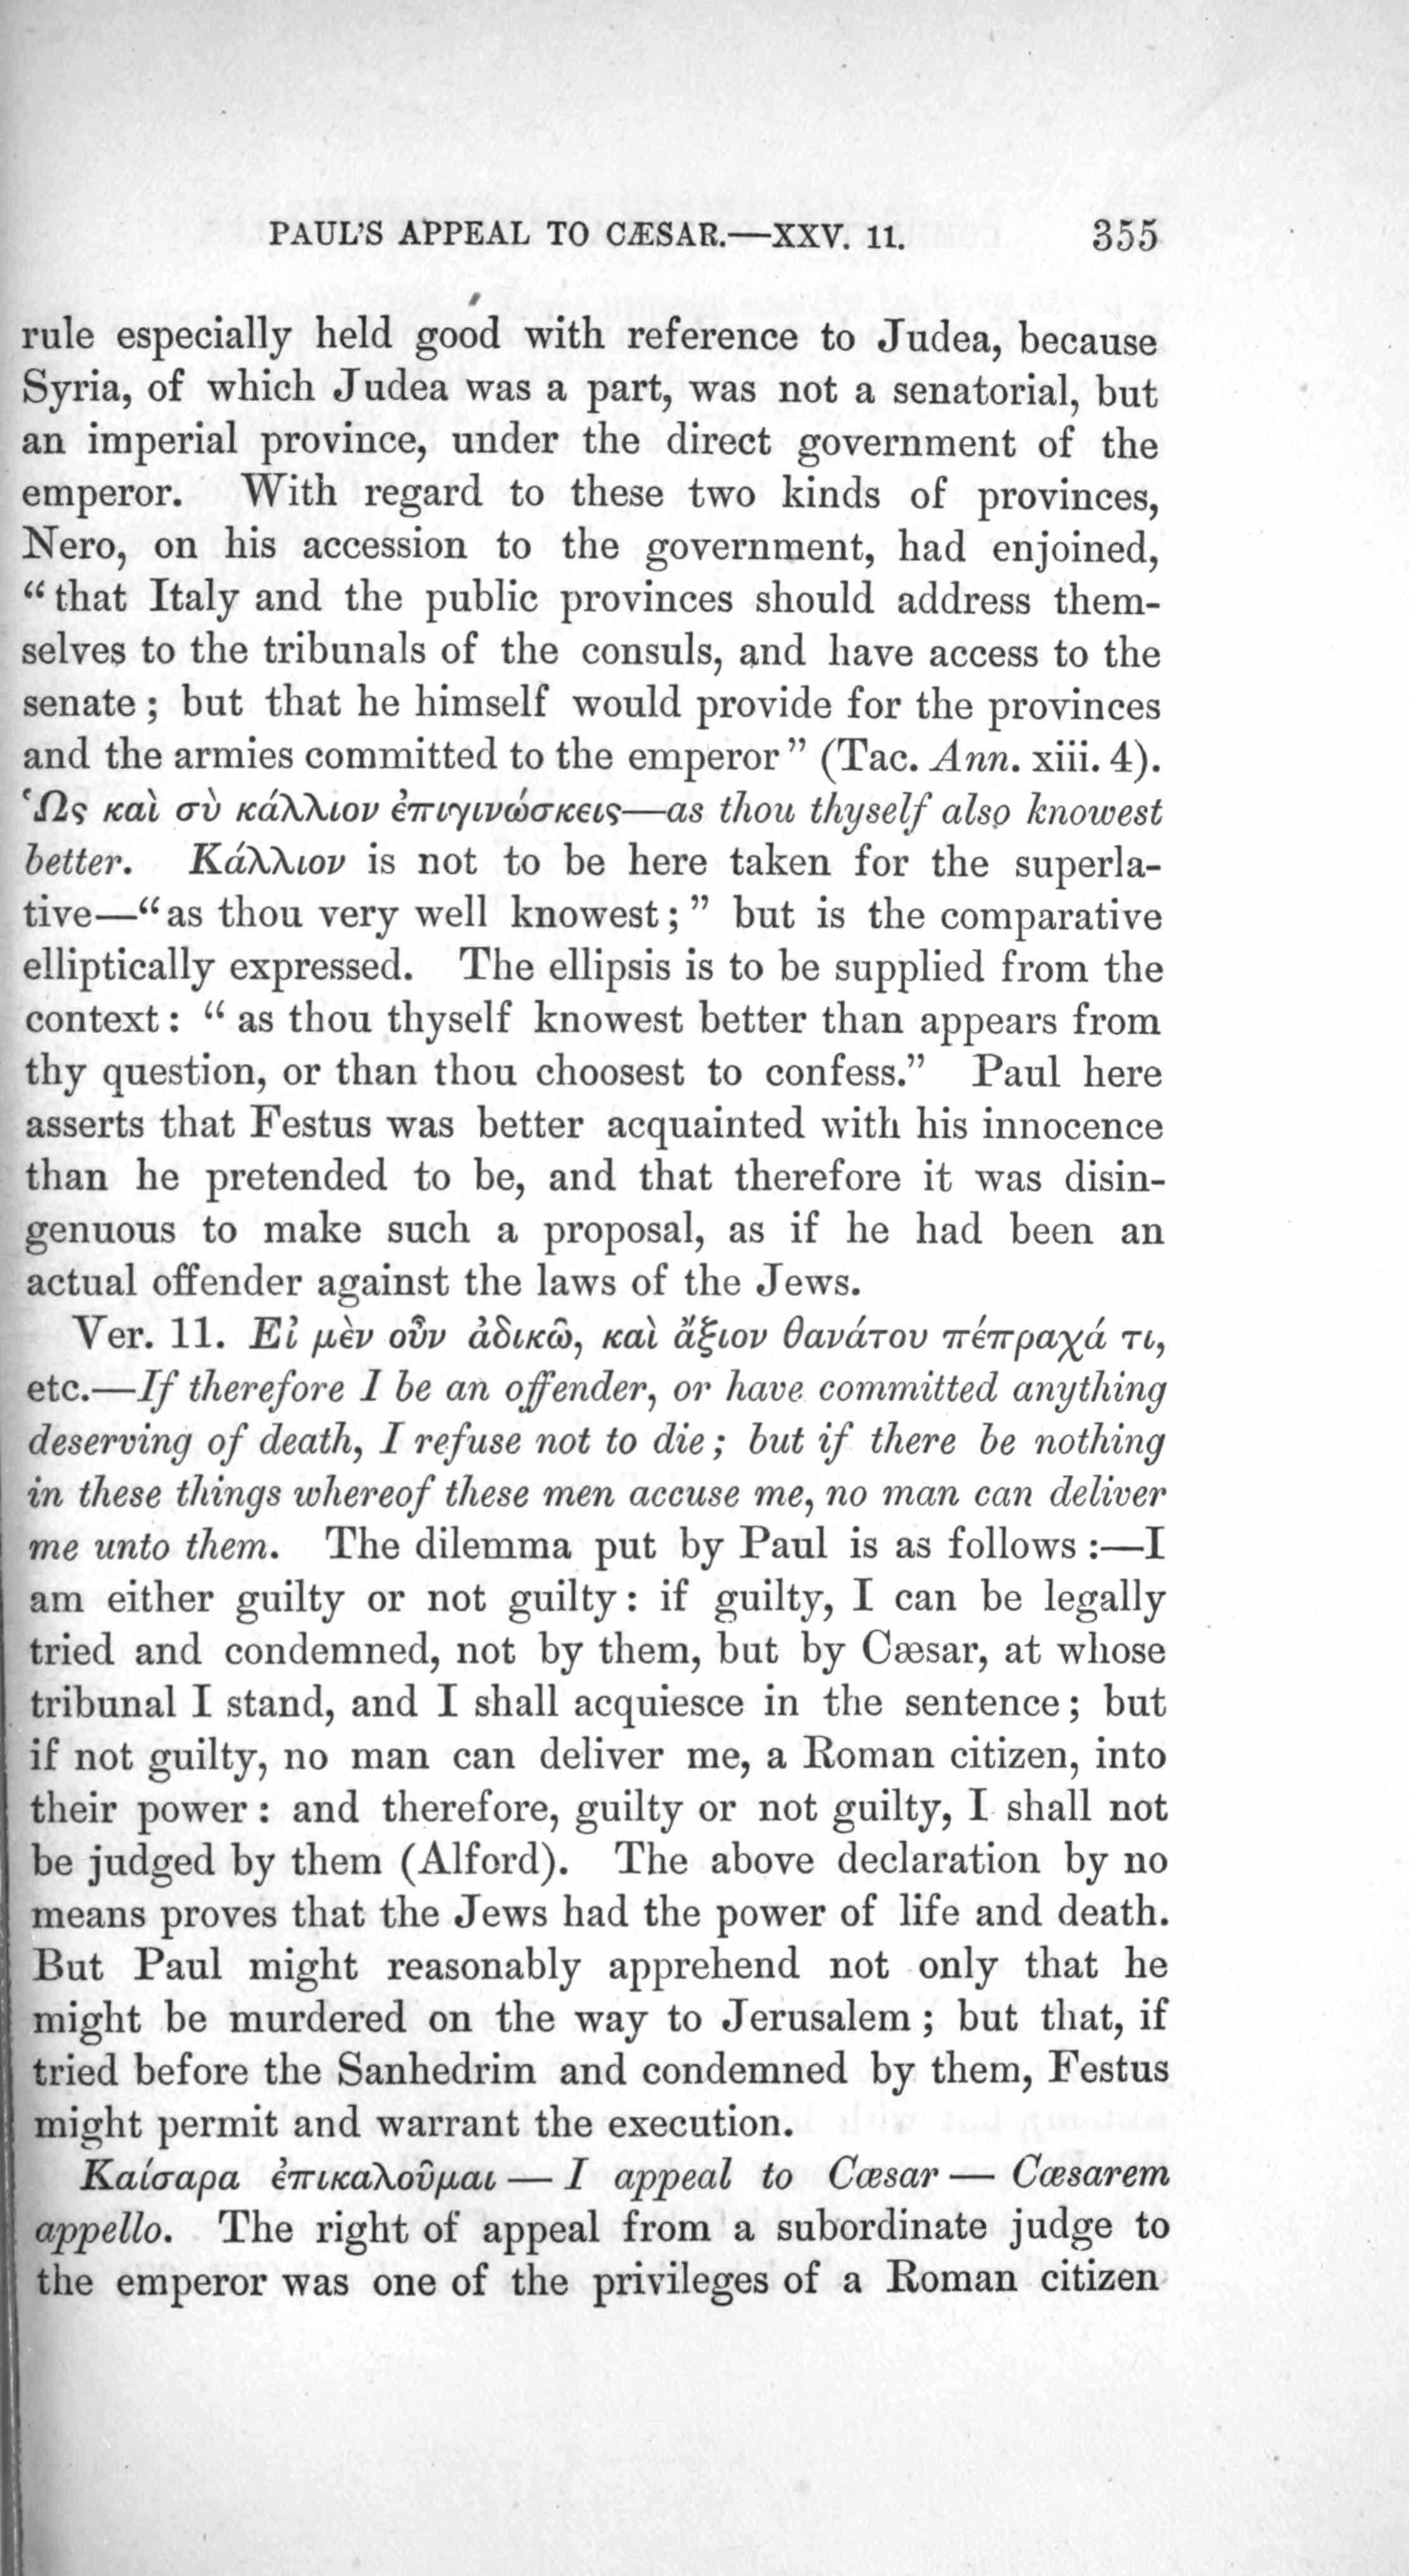 PAUL'S APPEAL TO CÆSAR.—XXV. 11. 355
rule especially held good with reference to Judea, because
Syria, of which Judea was a part, was not a senatorial, but
an imperial province, under the direct government of the
emperor. With regard to these two kinds of provinces,
Nero, on his accession to the government, had enjoined,
“that Italy and the public provinces should address them-
selves to the tribunals of the consuls, and have access to the
senate; but that he himself would provide for the provinces
and the armies committed to the emperor” (Tac. Ann. xiii. 4).
Ὡς καὶ σὺ κάλλιον ἐπιγινώσκεις—as thou thyself also knowest
better. Κάλλιον is not to be here taken for the superla-
tive—“as thou very well knowest;” but is the comparative
elliptically expressed. The ellipsis is to be supplied from the
context: “as thou thyself knowest better than appears from
thy question, or than thou choosest to confess.” Paul here
asserts that Festus was better acquainted with his innocence
than he pretended to be, and that therefore it was disin-
genuous to make such a proposal, as if he had been an
actual offender against the laws of the Jews.
Ver. 11. Εἰ μὲν οὖν ἀδικῶ, καὶ ἄξιον θανάτου πέπραχά τι,
etc.—If therefore I be an offender, or have committed anything
deserving of death, I refuse not to die; but if there be nothing
in these things whereof these men accuse me, no man can deliver
me unto them. The dilemma put by Paul is as follows:—I
am either guilty or not guilty: if guilty, I can be legally
tried and condemned, not by them, but by Cæsar, at whose
tribunal I stand, and I shall acquiesce in the sentence; but
if not guilty, no man can deliver me, a Roman citizen, into
their power: and therefore, guilty or not guilty, I shall not
be judged by them (Alford). The above declaration by no
means proves that the Jews had the power of life and death.
But Paul might reasonably apprehend not only that he
might be murdered on the way to Jerusalem; but that, if
tried before the Sanhedrim and condemned by them, Festus
might permit and warrant the execution.
Καίσαρα ἐπικαλοῦμαι — I appeal to Cæsar — Cæsarem
appello. The right of appeal from a subordinate judge to
the emperor was one of the privileges of a Roman citizen